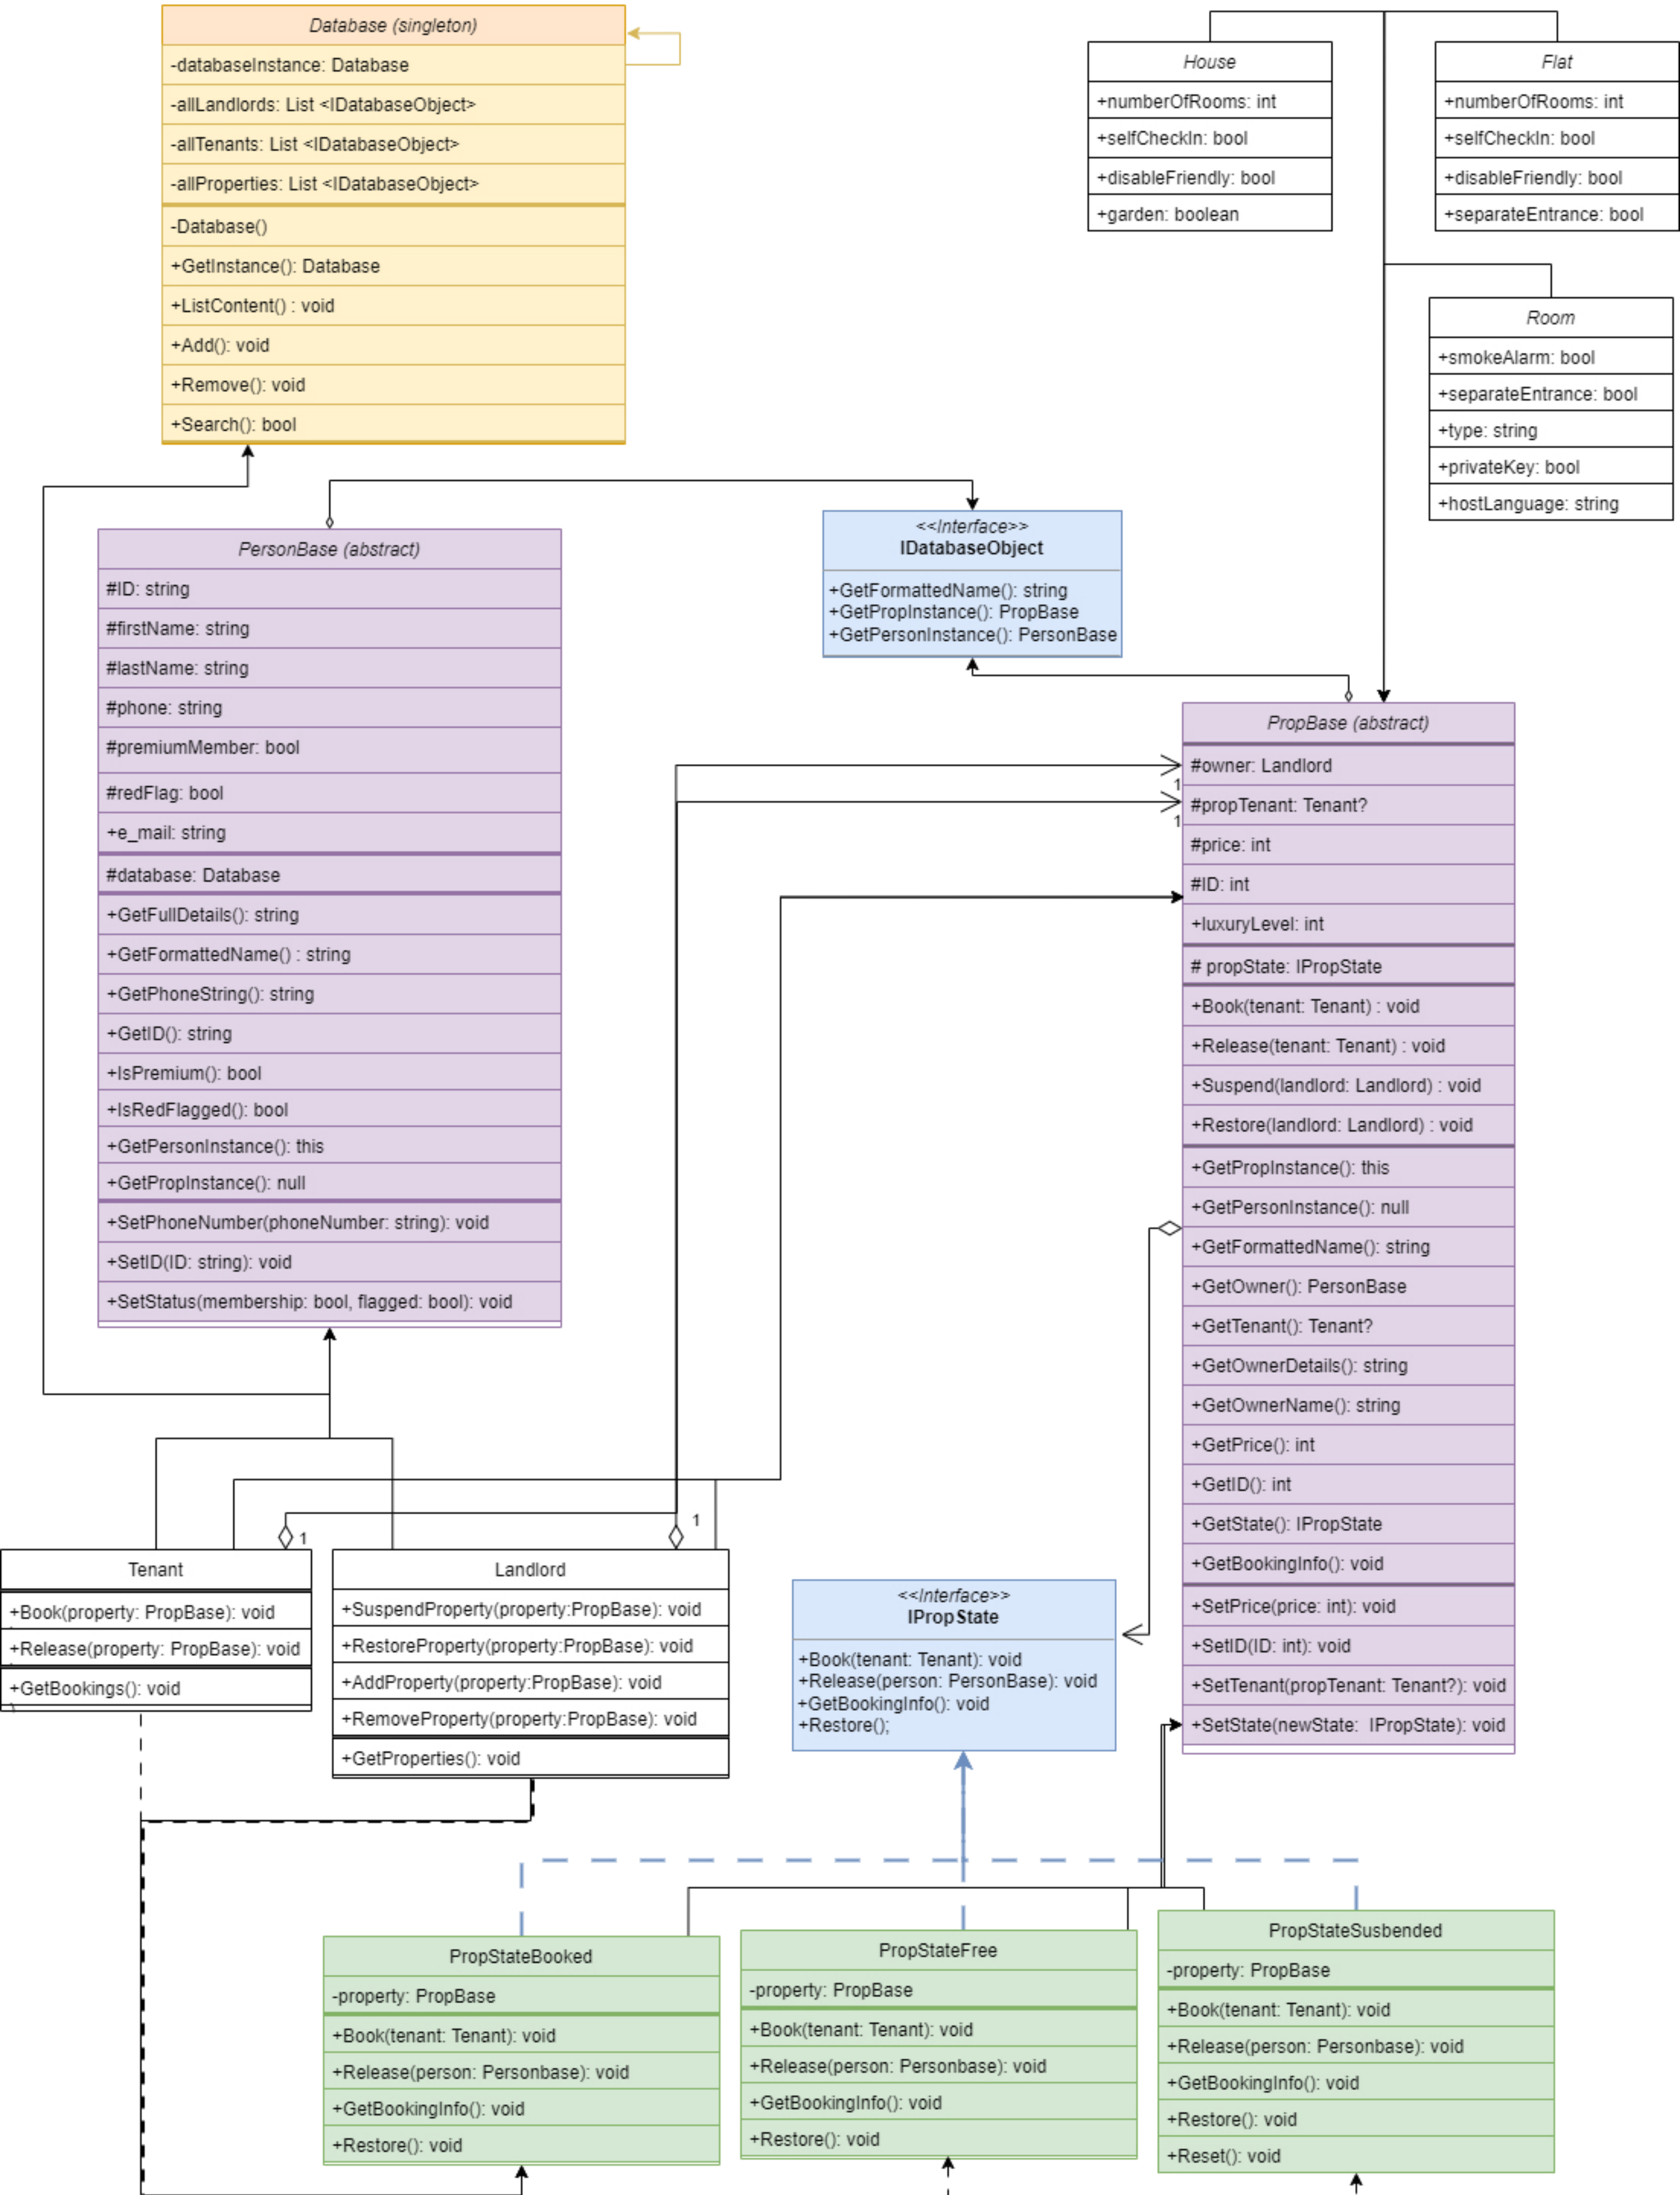 Database (singleton)
-databaseInstance: Database
-allLandlords: List <IDatabaseObject>
-allTenants: List <IDatabaseObject>
-allProperties: List <IDatabaseObject>
-Database()
+GetInstance(): Database
+ListContent() : void
+Add(): void
+Remove(): void
+Search(): bool
House
+numberOfRooms: int
+selfCheckIn: bool
+disableFriendly: bool
+garden: boolean
Flat
+numberOfRooms: int
+selfCheckIn: bool
+disableFriendly: bool
+separateEntrance: bool
Room
+smokeAlarm: bool
+separateEntrance: bool
+type: string
+privateKey: bool
+hostLanguage: string
<<Interface>>
IDatabaseObject
+GetFormattedName(): string
+GetPropInstance(): PropBase
+GetPersonInstance(): PersonBase
PersonBase (abstract)
#ID: string
#firstName: string
#lastName: string
#phone: string
#premiumMember: bool
#redFlag: bool
+e_mail: string
#database: Database
+GetFullDetails(): string
+GetFormattedName() : string
+GetPhoneString(): string
+GetID(): string
+IsPremium(): bool
+IsRedFlagged(): bool
+GetPersonInstance(): this
+GetPropInstance(): null
+SetPhoneNumber(phoneNumber: string): void
+SetID(ID: string): void
+SetStatus(membership: bool, flagged: bool): void
PropBase (abstract)
#owner: Landlord
1
#propTenant: Tenant?
1
#price: int
#ID: int
+luxuryLevel: int
# propState: IPropState
+Book(tenant: Tenant) : void
+Release(tenant: Tenant) : void
+Suspend(landlord: Landlord) : void
+Restore(landlord: Landlord) : void
+GetPropInstance(): this
+GetPersonInstance(): null
+GetFormattedName(): string
+GetOwner(): PersonBase
+GetTenant(): Tenant?
+GetOwnerDetails(): string
+GetOwnerName(): string
+GetPrice(): int
+GetID(): int
+GetState(): IPropState
+GetBookingInfo(): void
+SetPrice(price: int): void
+SetID(ID: int): void
+SetTenant(propTenant: Tenant?): void
+SetState(newState:  IPropState): void
1
1
Tenant
+Book(property: PropBase): void
+Release(property: PropBase): void
+GetBookings(): void
Landlord
+SuspendProperty(property:PropBase): void
+RestoreProperty(property:PropBase): void
+AddProperty(property:PropBase): void
+RemoveProperty(property:PropBase): void
+GetProperties(): void
<<Interface>>
IPropState
+Book(tenant: Tenant): void
+Release(person: PersonBase): void
+GetBookingInfo(): void
+Restore();
PropStateBooked
-property: PropBase
+Book(tenant: Tenant): void
+Release(person: Personbase): void
+GetBookingInfo(): void
+Restore(): void
PropStateFree
-property: PropBase
+Book(tenant: Tenant): void
+Release(person: Personbase): void
+GetBookingInfo(): void
+Restore(): void
PropStateSusbended
-property: PropBase
+Book(tenant: Tenant): void
+Release(person: Personbase): void
+GetBookingInfo(): void
+Restore(): void
+Reset(): void